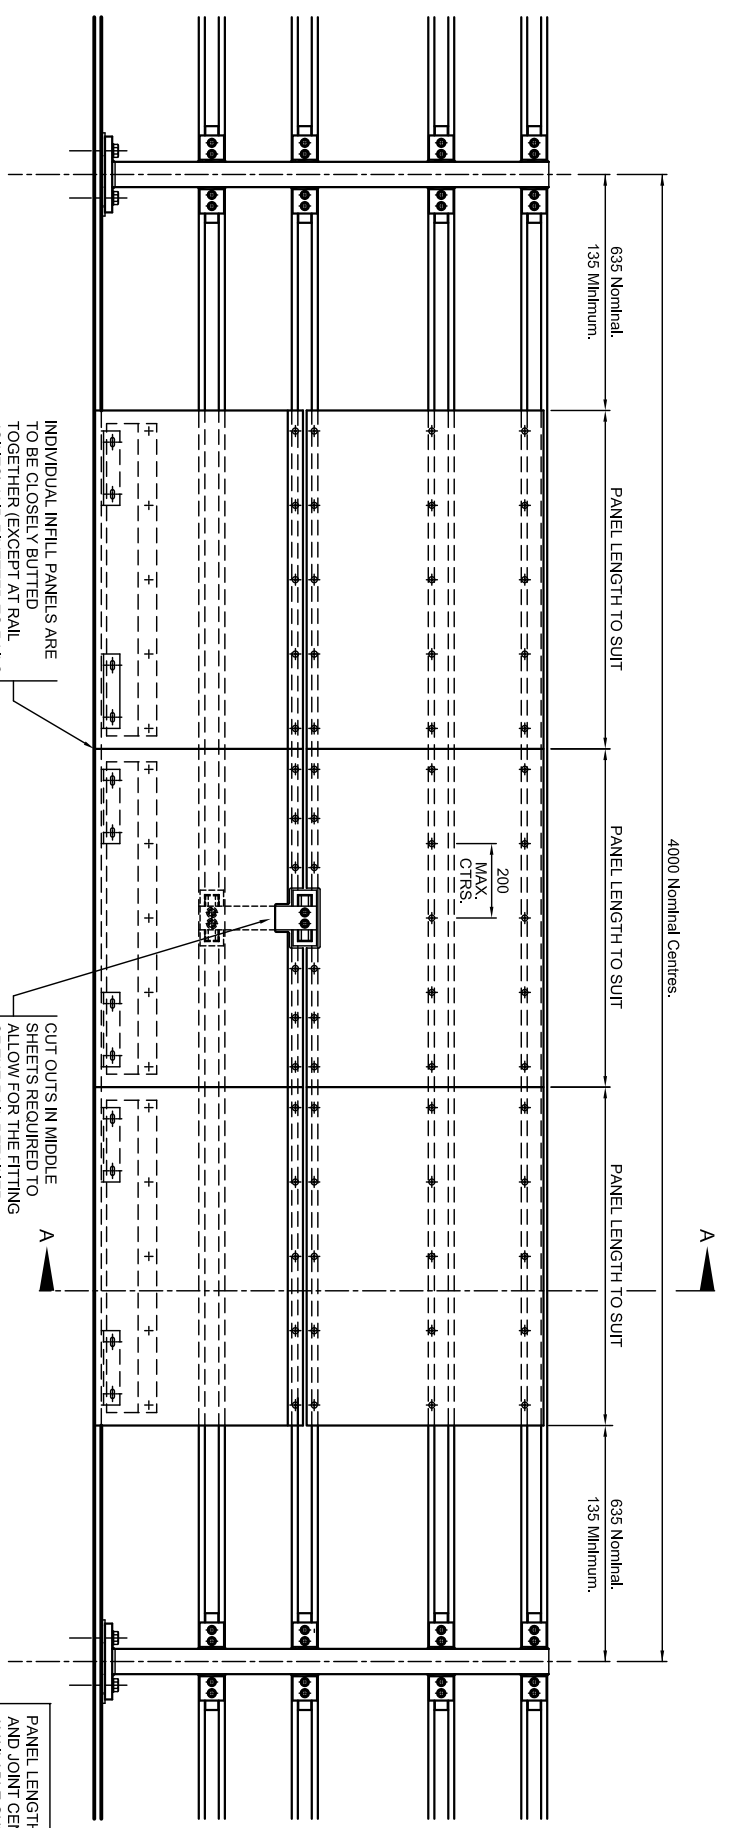 A
4000 Nominal Centres.
635 Nominal.
135 Minimum.
PANEL LENGTH TO SUIT
PANEL LENGTH TO SUIT
PANEL LENGTH TO SUIT
635 Nominal.
135 Minimum.
200
MAX.
CTRS.
INDIVIDUAL INFILL PANELS ARE
TO BE CLOSELY BUTTED
TOGETHER (EXCEPT AT RAIL
CUT OUTS IN MIDDLE
SHEETS REQUIRED TO
ALLOW FOR THE FITTING
A
PANEL LENGTH
AND JOINT CEN